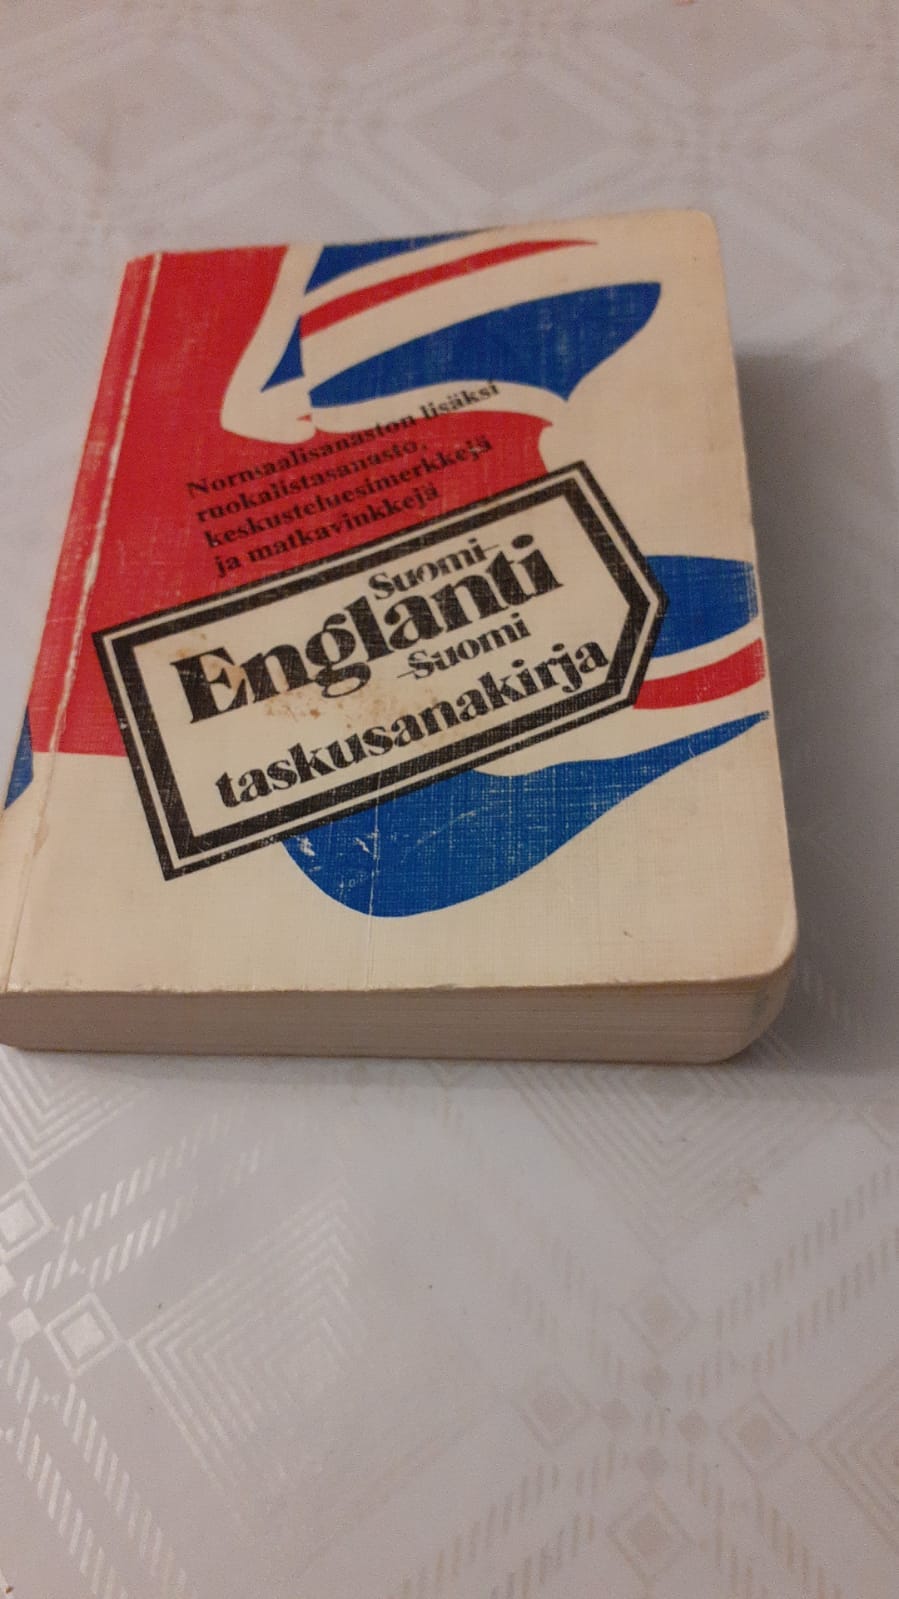 Normaalisanaston lisäksi
ruokalistasanasto,
keskusteluesimerkkejä
ja matkavinkkejä
Suomi-
Englanti
-Suomi
taskusanakirja